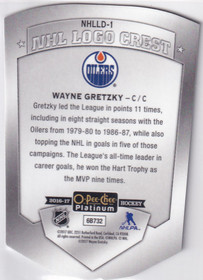 NHLLD-1
NHL LOGO CREST
OILERS
WAYNE GRETZKY – C/C
Gretzky led the League in points 11 times,
including in eight straight seasons with the
Oilers from 1979-80 to 1986-87, while also
topping the NHL in goals in five of those
campaigns. The League's all-time leader in
career goals, he won the Hart Trophy as
the MVP nine times.
2016-17 O-Pee-Chee HOCKEY
Platinum
NHL 6B732 NHLPA